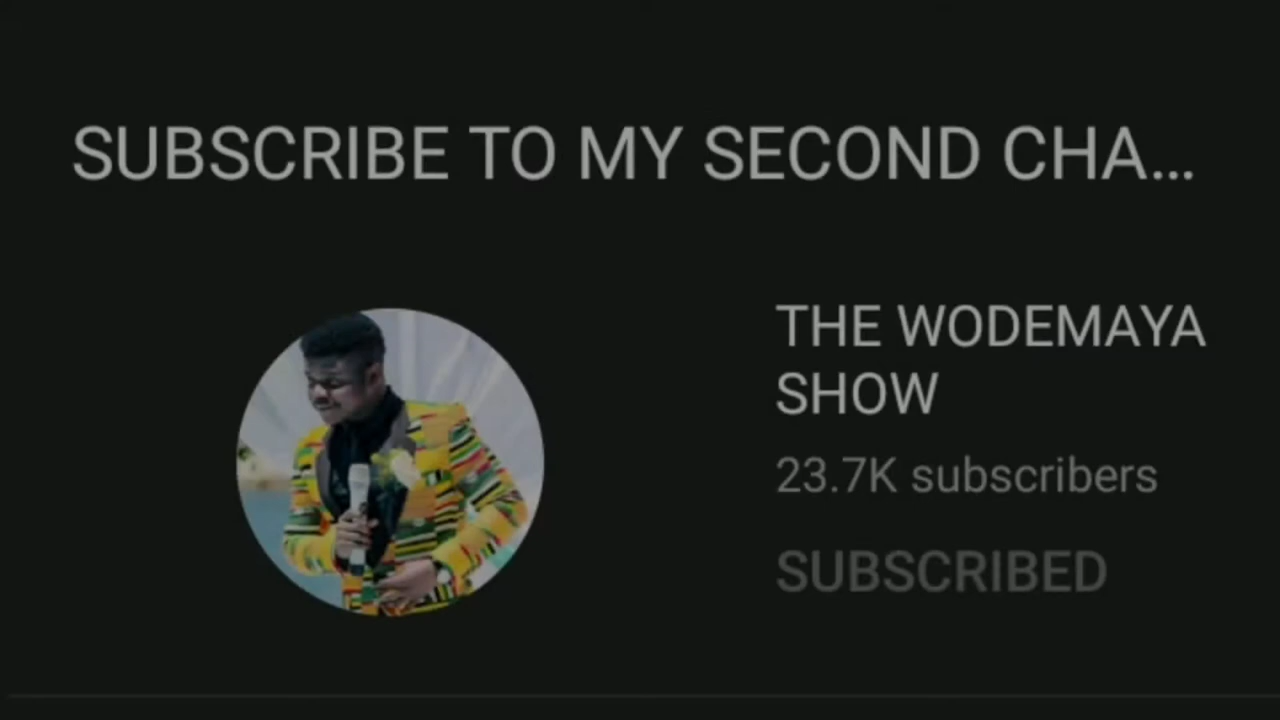 SUBSCRIBE TO MY SECOND CHA...
THE WODEMAYA
SHOW
23.7K subscribers
SUBSCRIBED